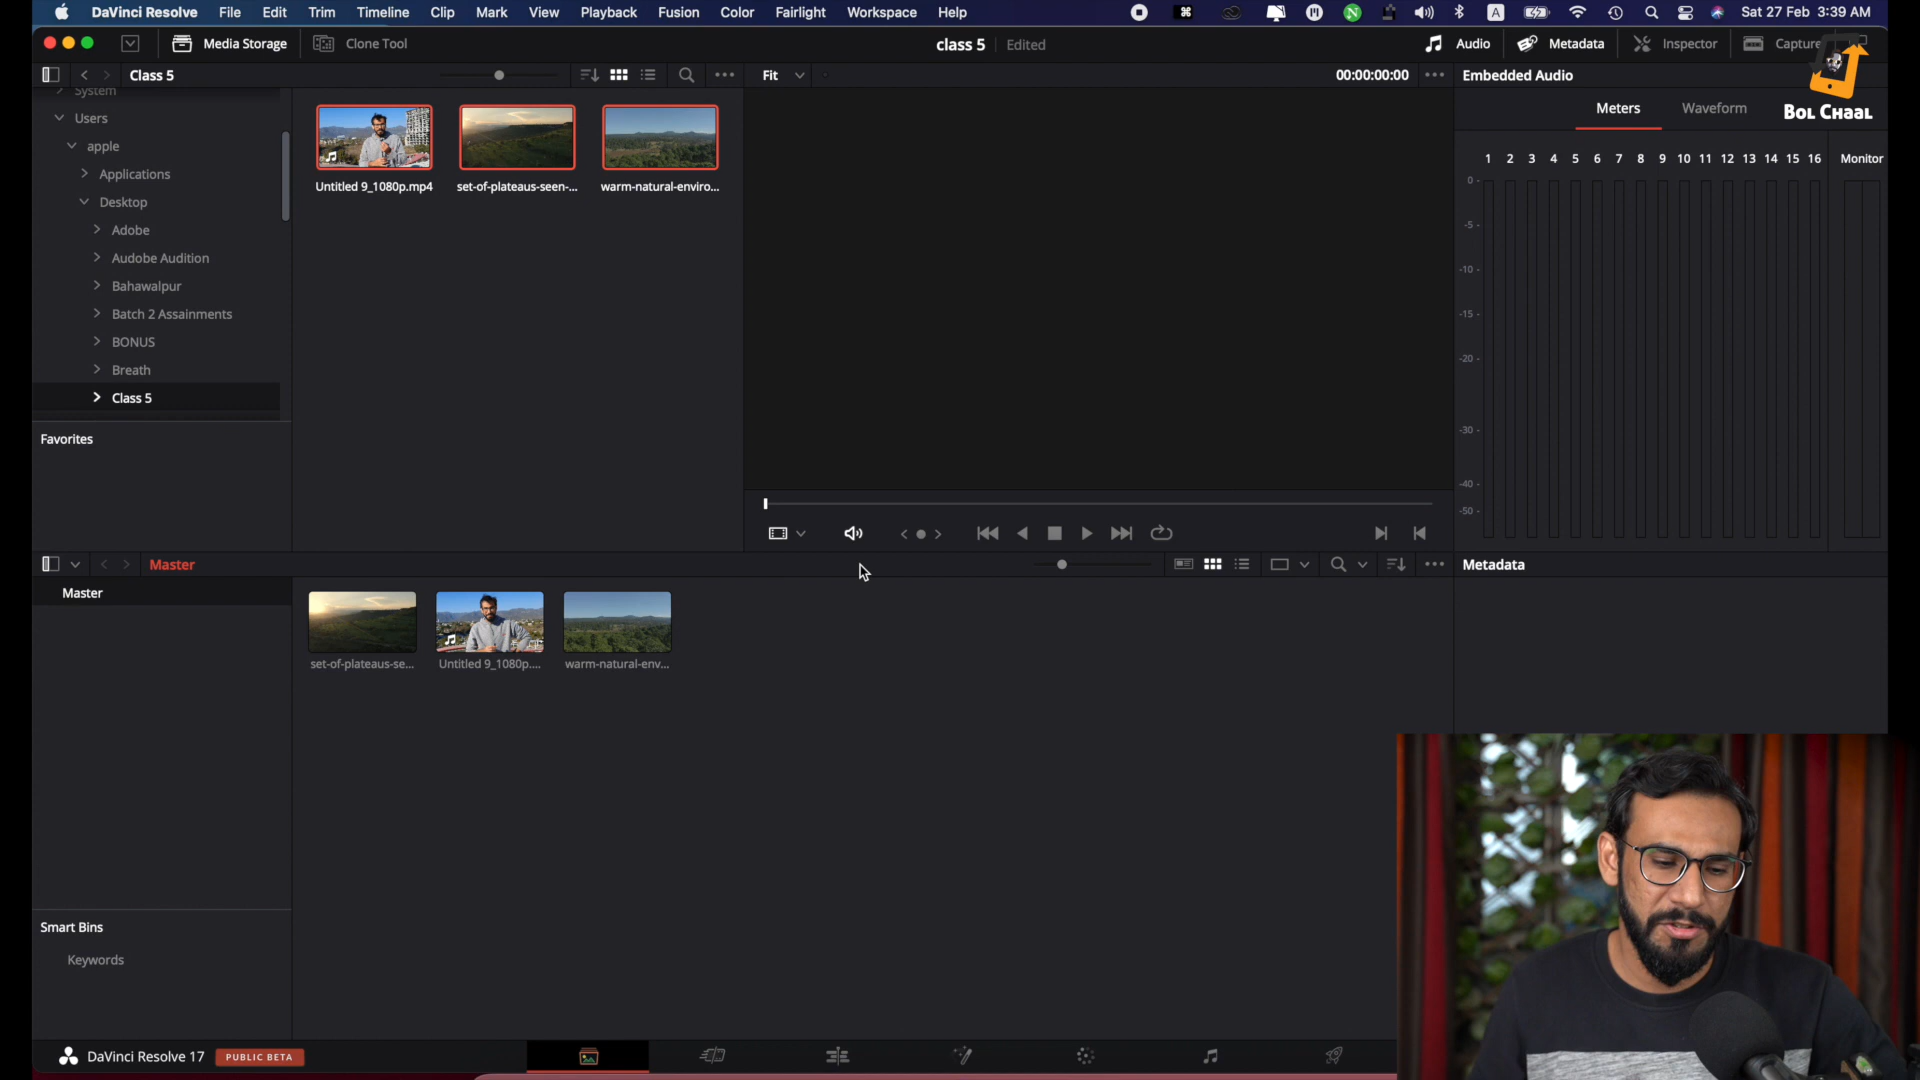 DaVinci Resolve File Edit Trim Timeline Clip Mark View Playback Fusion Color Fairlight Workspace Help A Sat 27 Feb 3:39 AM
Media Storage Clone Tool class 5 Edited Audio Metadata Inspector Capture
Class 5 Fit 00:00:00:00 Embedded Audio
System
Users
apple
Applications
Desktop
Adobe
Audobe Audition
Bahawalpur
Batch 2 Assainments
BONUS
Breath
Class 5
Favorites
Untitled 9_1080p.mp4 set-of-plateaus-seen-... warm-natural-enviro...
Meters Waveform
BOL CHAAL
1 2 3 4 5 6 7 8 9 10 11 12 13 14 15 16 Monitor
0 -
-5 -
-10 -
-15 -
-20 -
-30 -
-40 -
-50 -
Master Metadata
Master
set-of-plateaus-se... Untitled 9_1080p.... warm-natural-env...
Smart Bins
Keywords
DaVinci Resolve 17 PUBLIC BETA